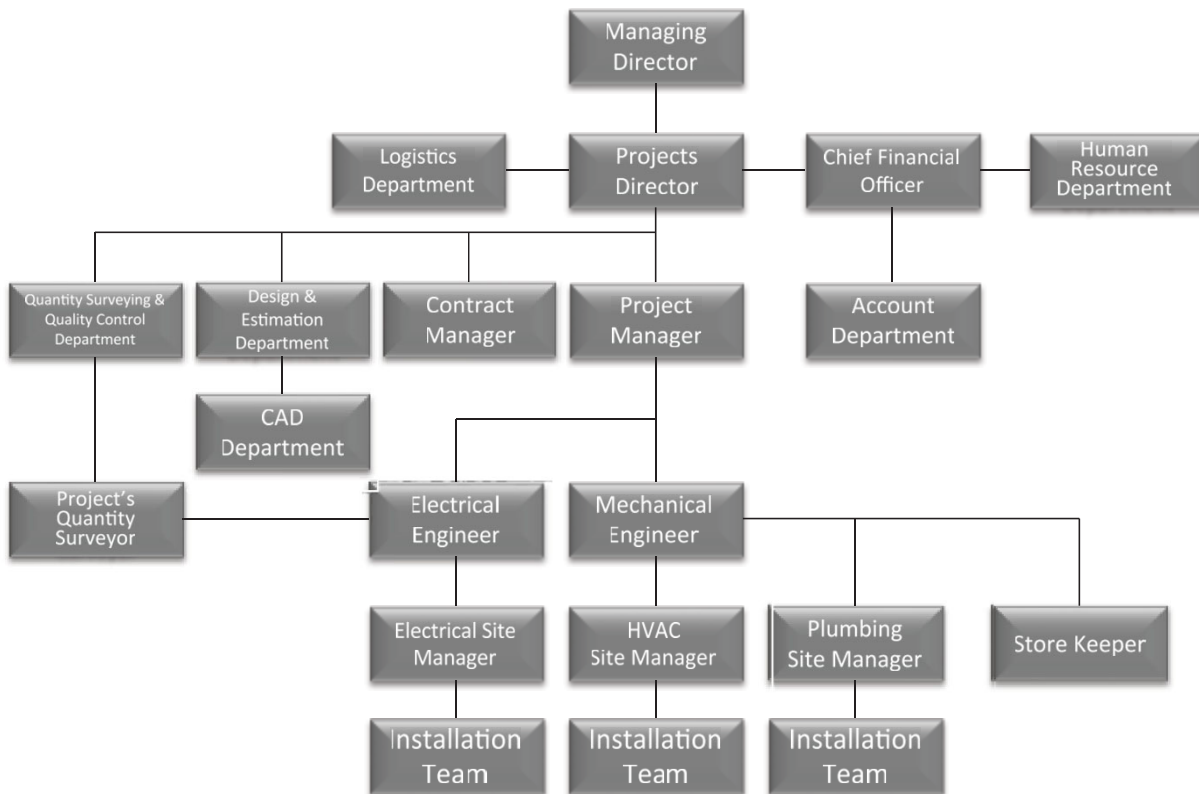 Managing
Director
Logistics
Department
Projects
Director
Chief Financial
Officer
Human
Resource
Department
Quantity Surveying &
Quality Control
Department
Design &
Estimation
Department
Contract
Manager
Project
Manager
Account
Department
CAD
Department
Project's
Quantity
Surveyor
Electrical
Engineer
Mechanical
Engineer
Electrical Site
Manager
HVAC
Site Manager
Plumbing
Site Manager
Store Keeper
Installation
Team
Installation
Team
Installation
Team